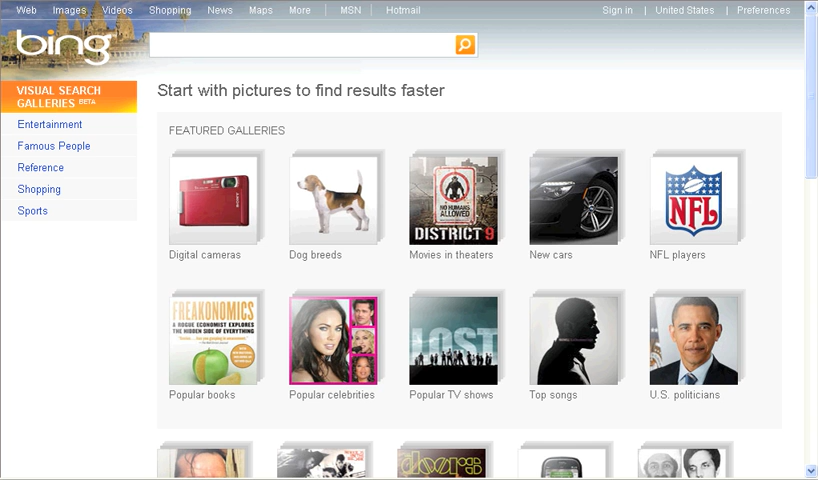 Web Images Videos Shopping News Maps More | MSN | Hotmail
Sign in | United States | Preferences
bing
VISUAL SEARCH
GALLERIES BETA
Entertainment
Famous People
Reference
Shopping
Sports
Start with pictures to find results faster
FEATURED GALLERIES
SONY
NO HUMANS
ALLOWED
DISTRICT 9
NFL
Digital cameras
Dog breeds
Movies in theaters
New cars
NFL players
FREAKONOMICS
A ROGUE ECONOMIST EXPLORES
THE HIDDEN SIDE OF EVERYTHING
LOST
Popular books
Popular celebrities
Popular TV shows
Top songs
U.S. politicians
DOORS